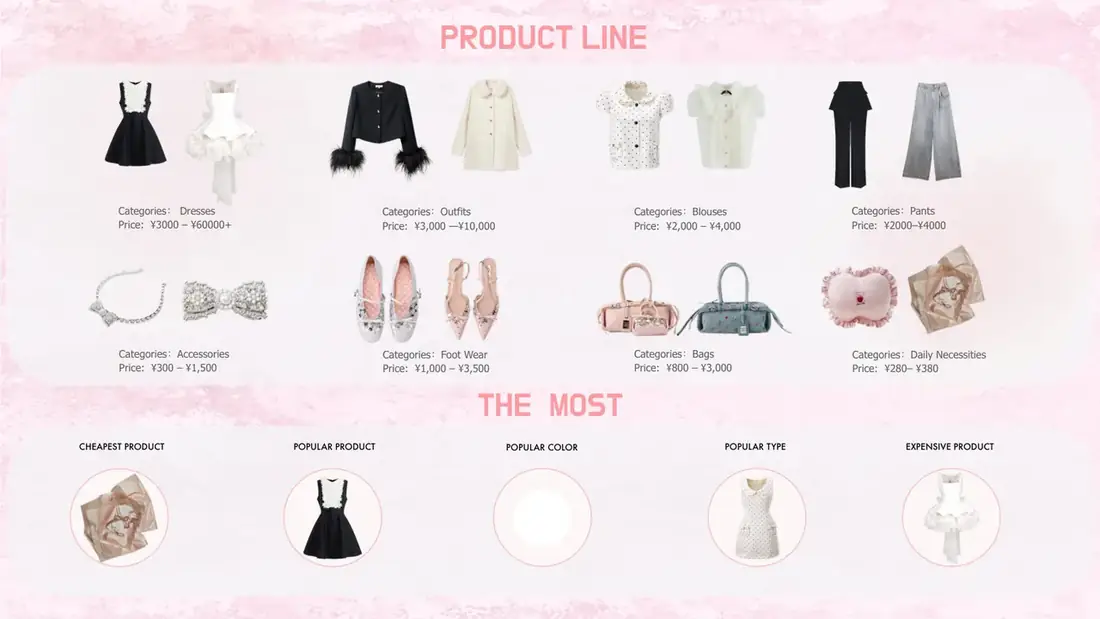 PRODUCT LINE
Categories： Dresses
Price: ¥3000 – ¥60000+
Categories： Outfits
Price: ¥3,000 —¥10,000
Categories： Blouses
Price: ¥2,000 – ¥4,000
Categories： Pants
Price: ¥2000–¥4000
Categories： Accessories
Price: ¥300 – ¥1,500
Categories： Foot Wear
Price: ¥1,000 – ¥3,500
Categories： Bags
Price: ¥800 – ¥3,000
Categories： Daily Necessities
Price: ¥280– ¥380
THE MOST
CHEAPEST PRODUCT
POPULAR PRODUCT
POPULAR COLOR
POPULAR TYPE
EXPENSIVE PRODUCT